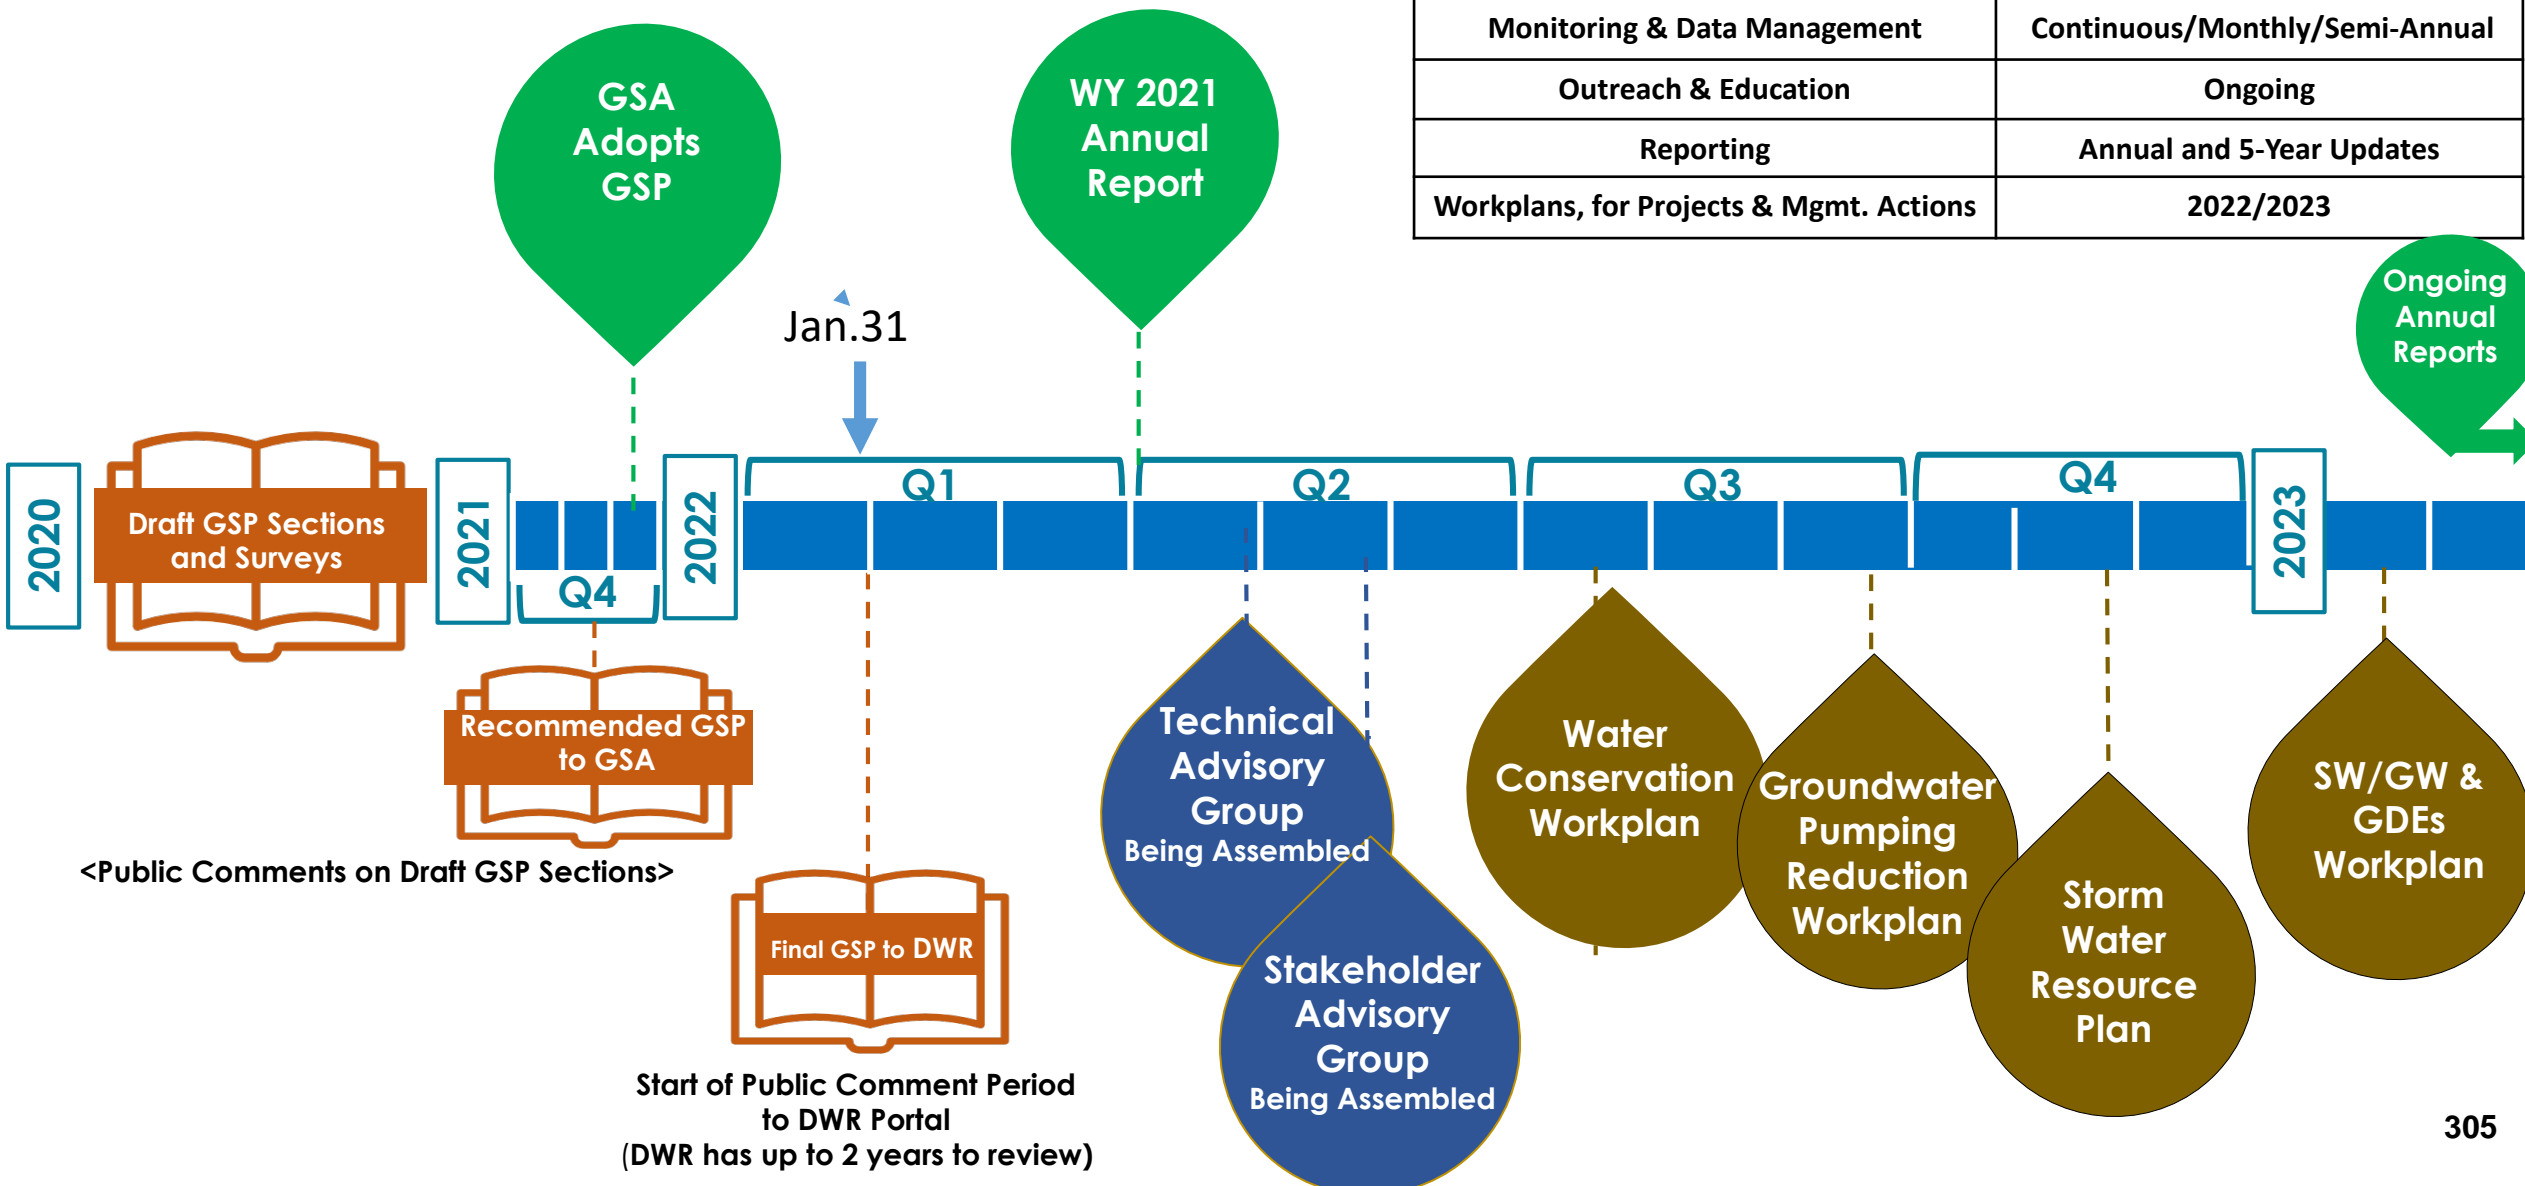 Monitoring & Data Management
Continuous/Monthly/Semi-Annual
Outreach & Education
Ongoing
Reporting
Annual and 5-Year Updates
Workplans, for Projects & Mgmt. Actions
2022/2023
GSA
Adopts
GSP
WY 2021
Annual
Report
Ongoing
Annual
Reports
Jan.31
2020
Draft GSP Sections
and Surveys
2021
Q4
2022
Q1
Q2
Q3
Q4
2023
Recommended GSP
to GSA
<Public Comments on Draft GSP Sections>
Final GSP to DWR
Start of Public Comment Period
to DWR Portal
(DWR has up to 2 years to review)
Technical
Advisory
Group
Being Assembled
Stakeholder
Advisory
Group
Being Assembled
Water
Conservation
Workplan
Groundwater
Pumping
Reduction
Workplan
Storm
Water
Resource
Plan
SW/GW &
GDEs
Workplan
305